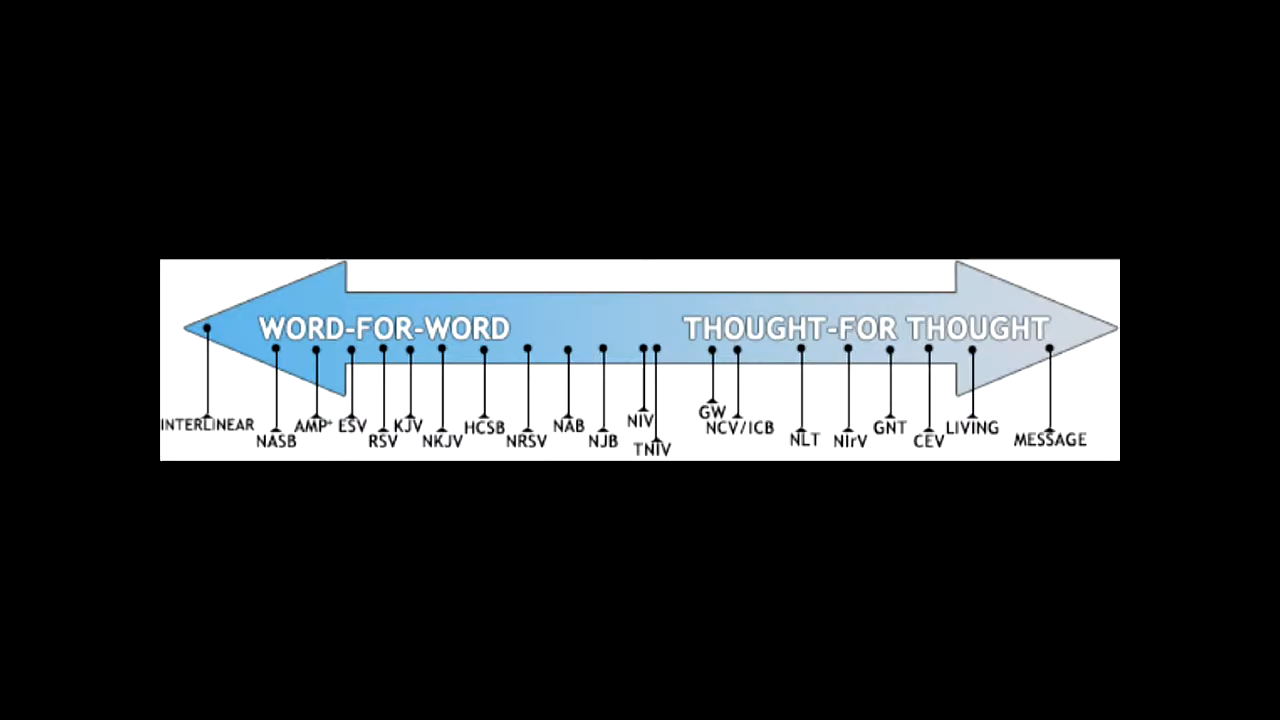 WORD-FOR-WORD THOUGHT-FOR THOUGHT
INTERLINEAR
NASB
AMP+
ESV
RSV
KJV
NKJV
HCSB
NRSV
NAB
NJB
NIV
TNIV
GW
NCV/ICB
NLT
NIrV
GNT
CEV
LIVING
MESSAGE